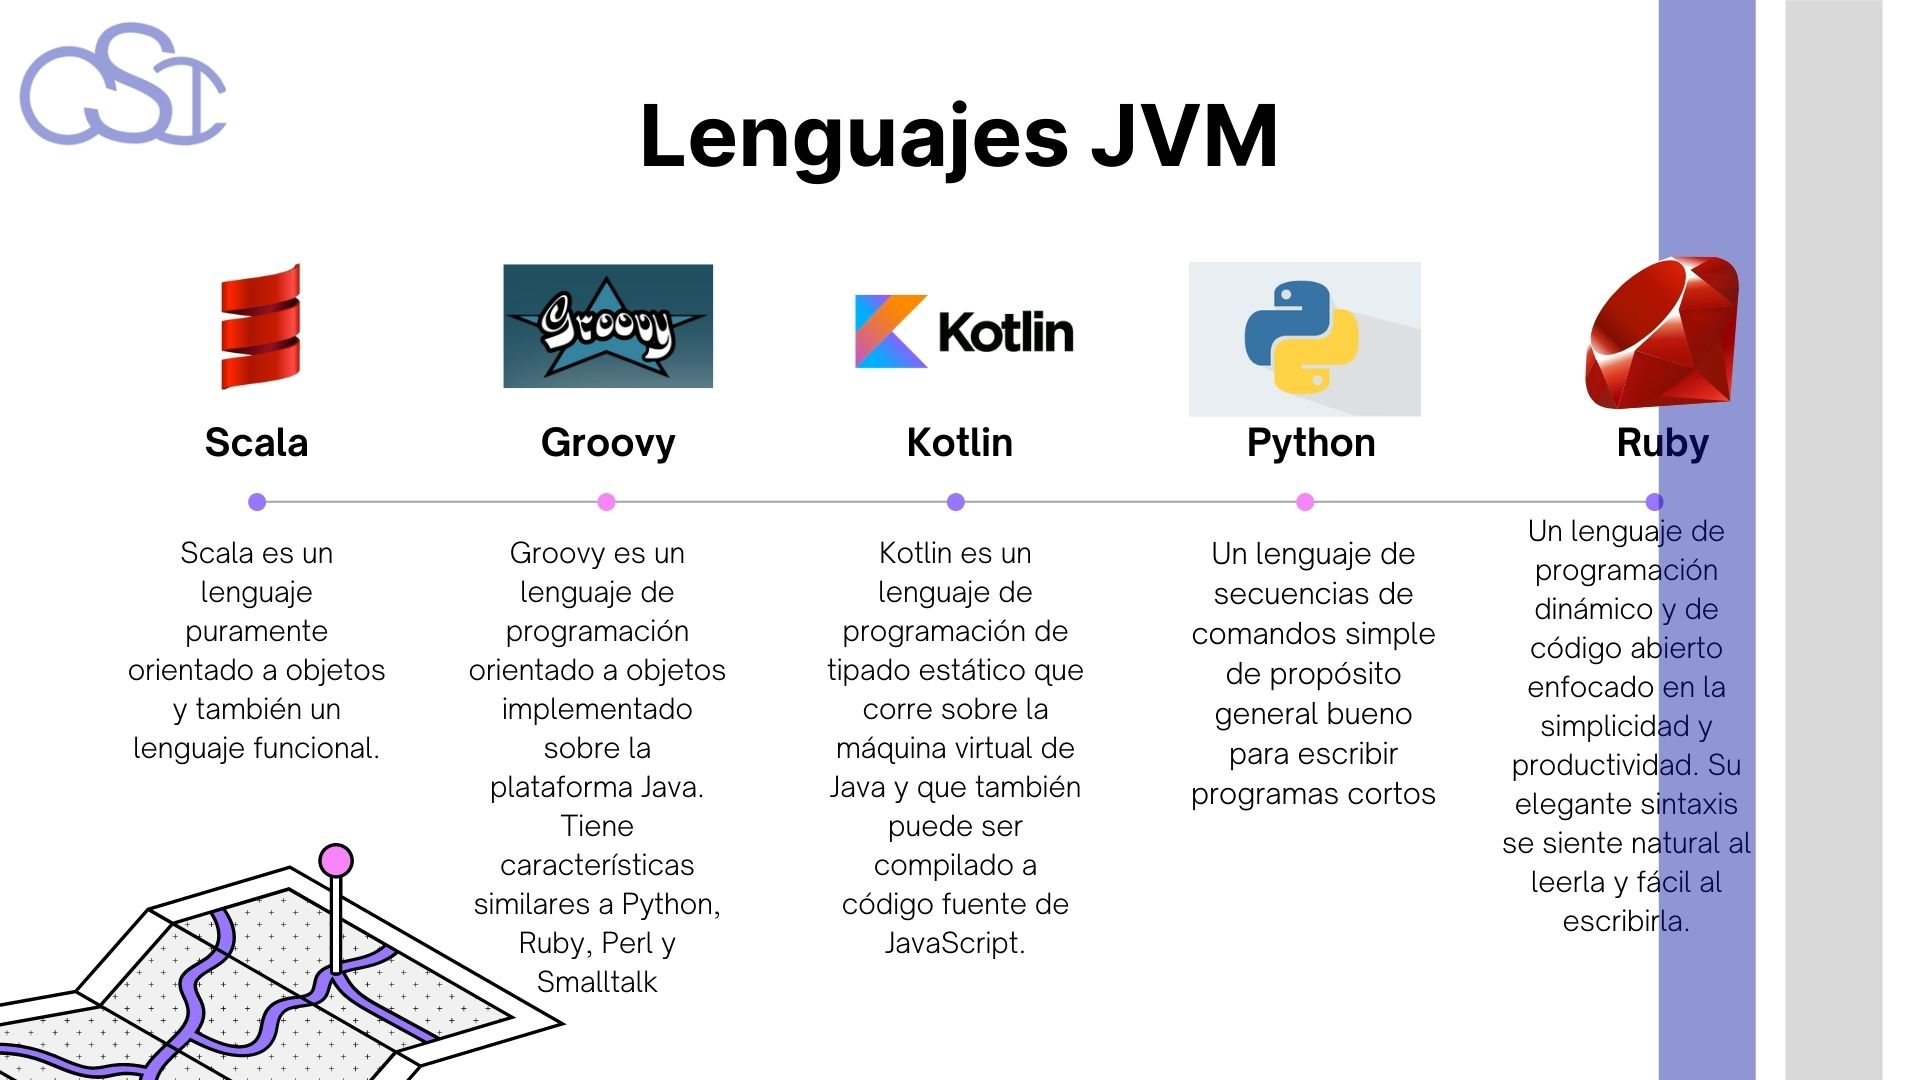 CSI
Lenguajes JVM
Groovy
Kotlin
Scala
Groovy
Kotlin
Python
Ruby
Scala es un
lenguaje
puramente
orientado a objetos
y también un
lenguaje funcional.
Groovy es un
lenguaje de
programación
orientado a objetos
implementado
sobre la
plataforma Java.
Tiene
características
similares a Python,
Ruby, Perl y
Smalltalk
Kotlin es un
lenguaje de
programación de
tipado estático que
corre sobre la
máquina virtual de
Java y que también
puede ser
compilado a
código fuente de
JavaScript.
Un lenguaje de
secuencias de
comandos simple
de propósito
general bueno
para escribir
programas cortos
Un lenguaje de
programación
dinámico y de
código abierto
enfocado en la
simplicidad y
productividad. Su
elegante sintaxis
se siente natural al
leerla y fácil al
escribirla.